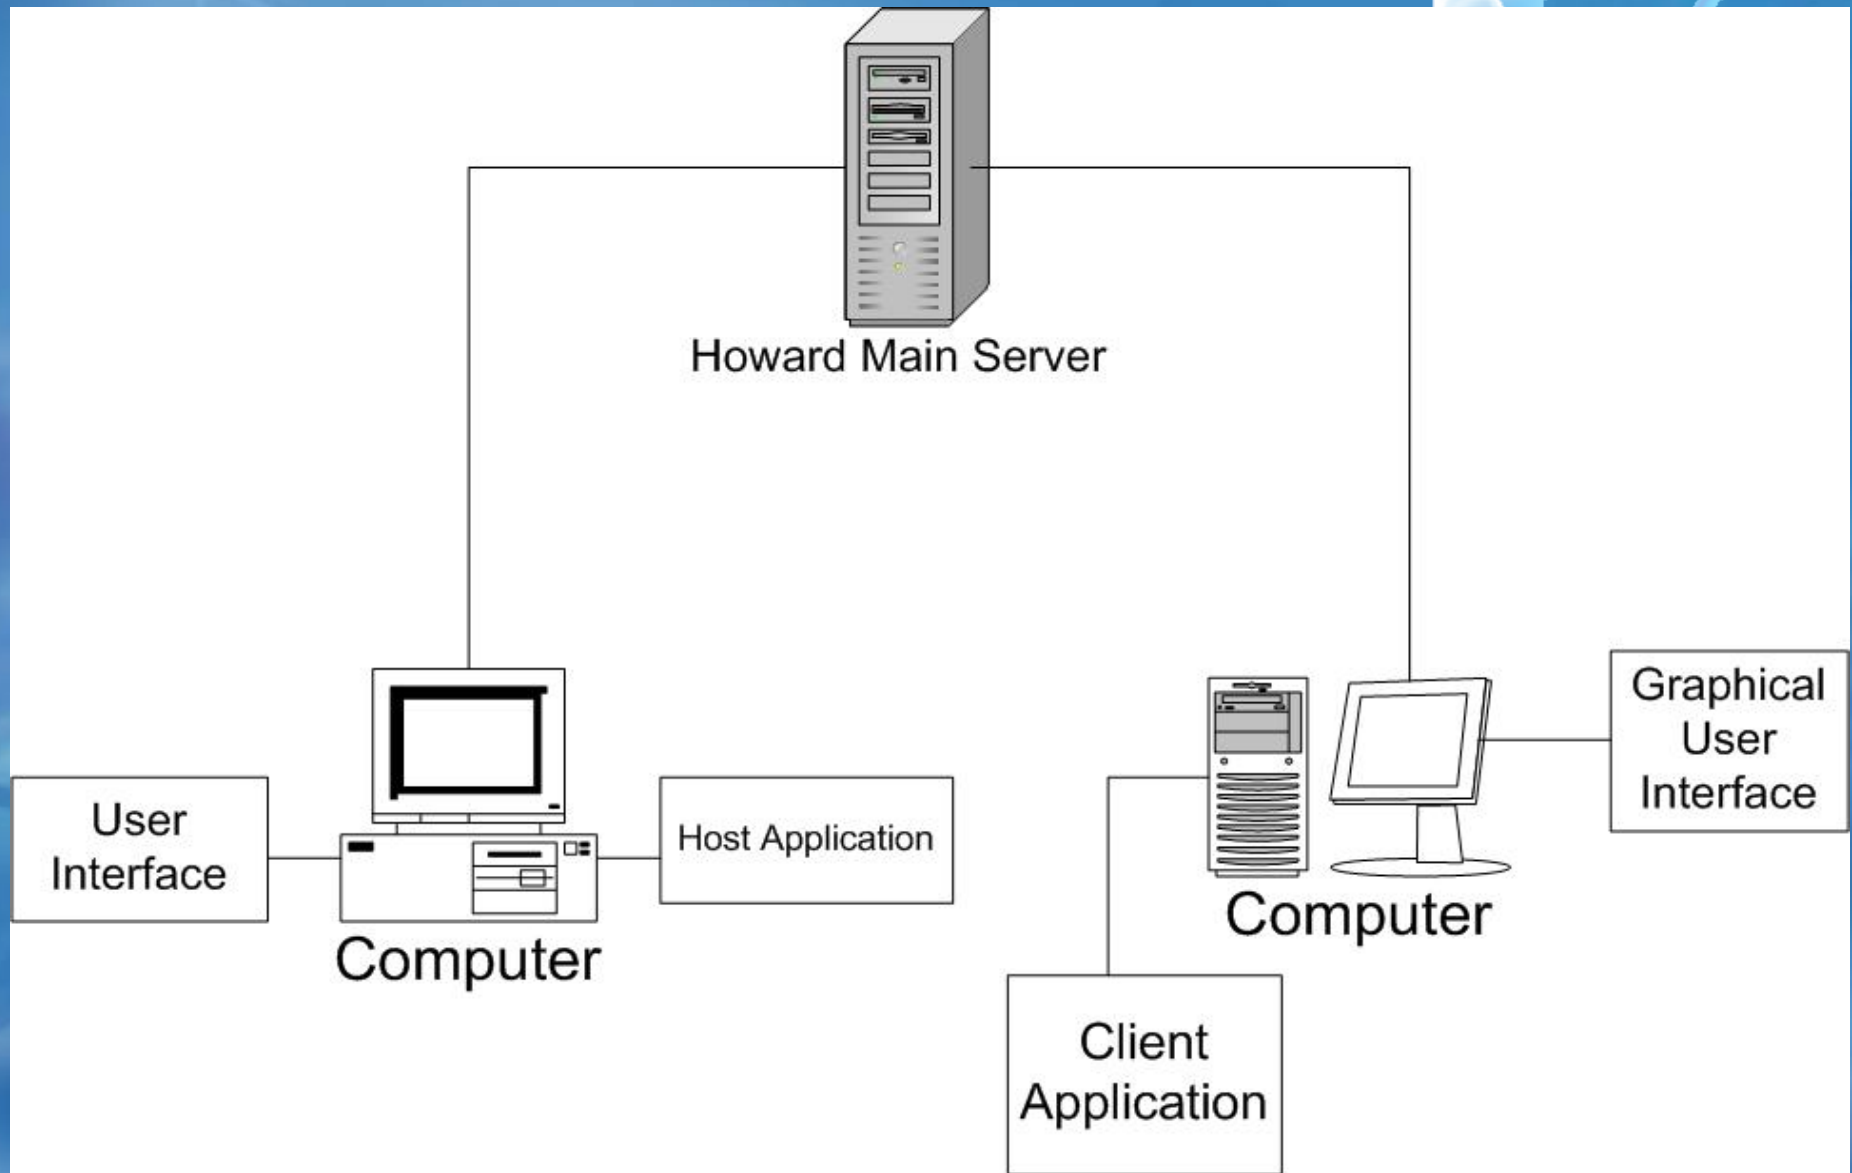 Howard Main Server
User
Interface
Host Application
Computer
Graphical
User
Interface
Computer
Client
Application